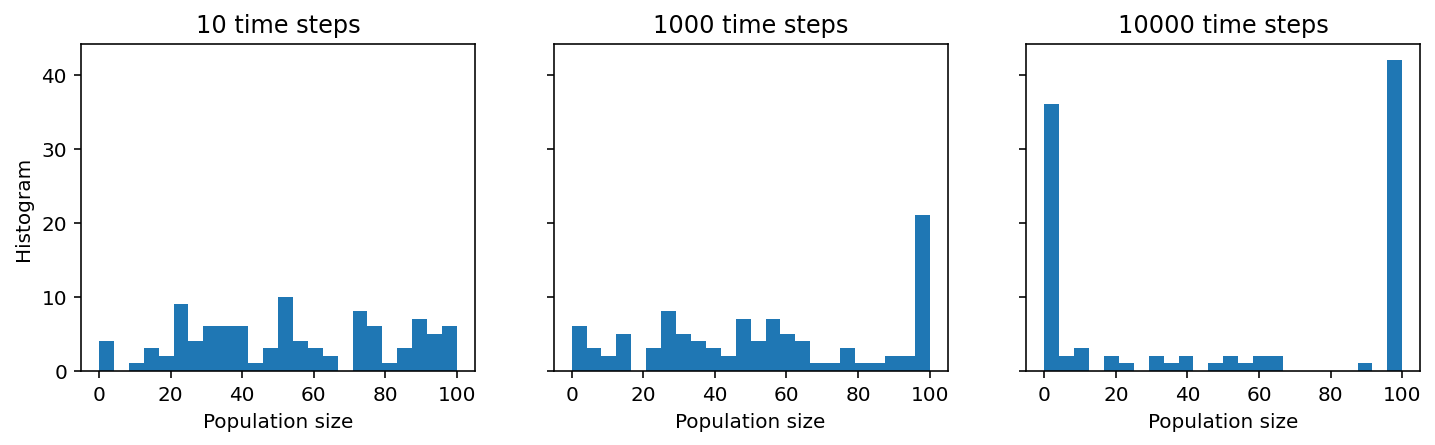 10 time steps
1000 time steps
10000 time steps
Histogram
40
30
20
10
0
0 20 40 60 80 100
0 20 40 60 80 100
0 20 40 60 80 100
Population size
Population size
Population size